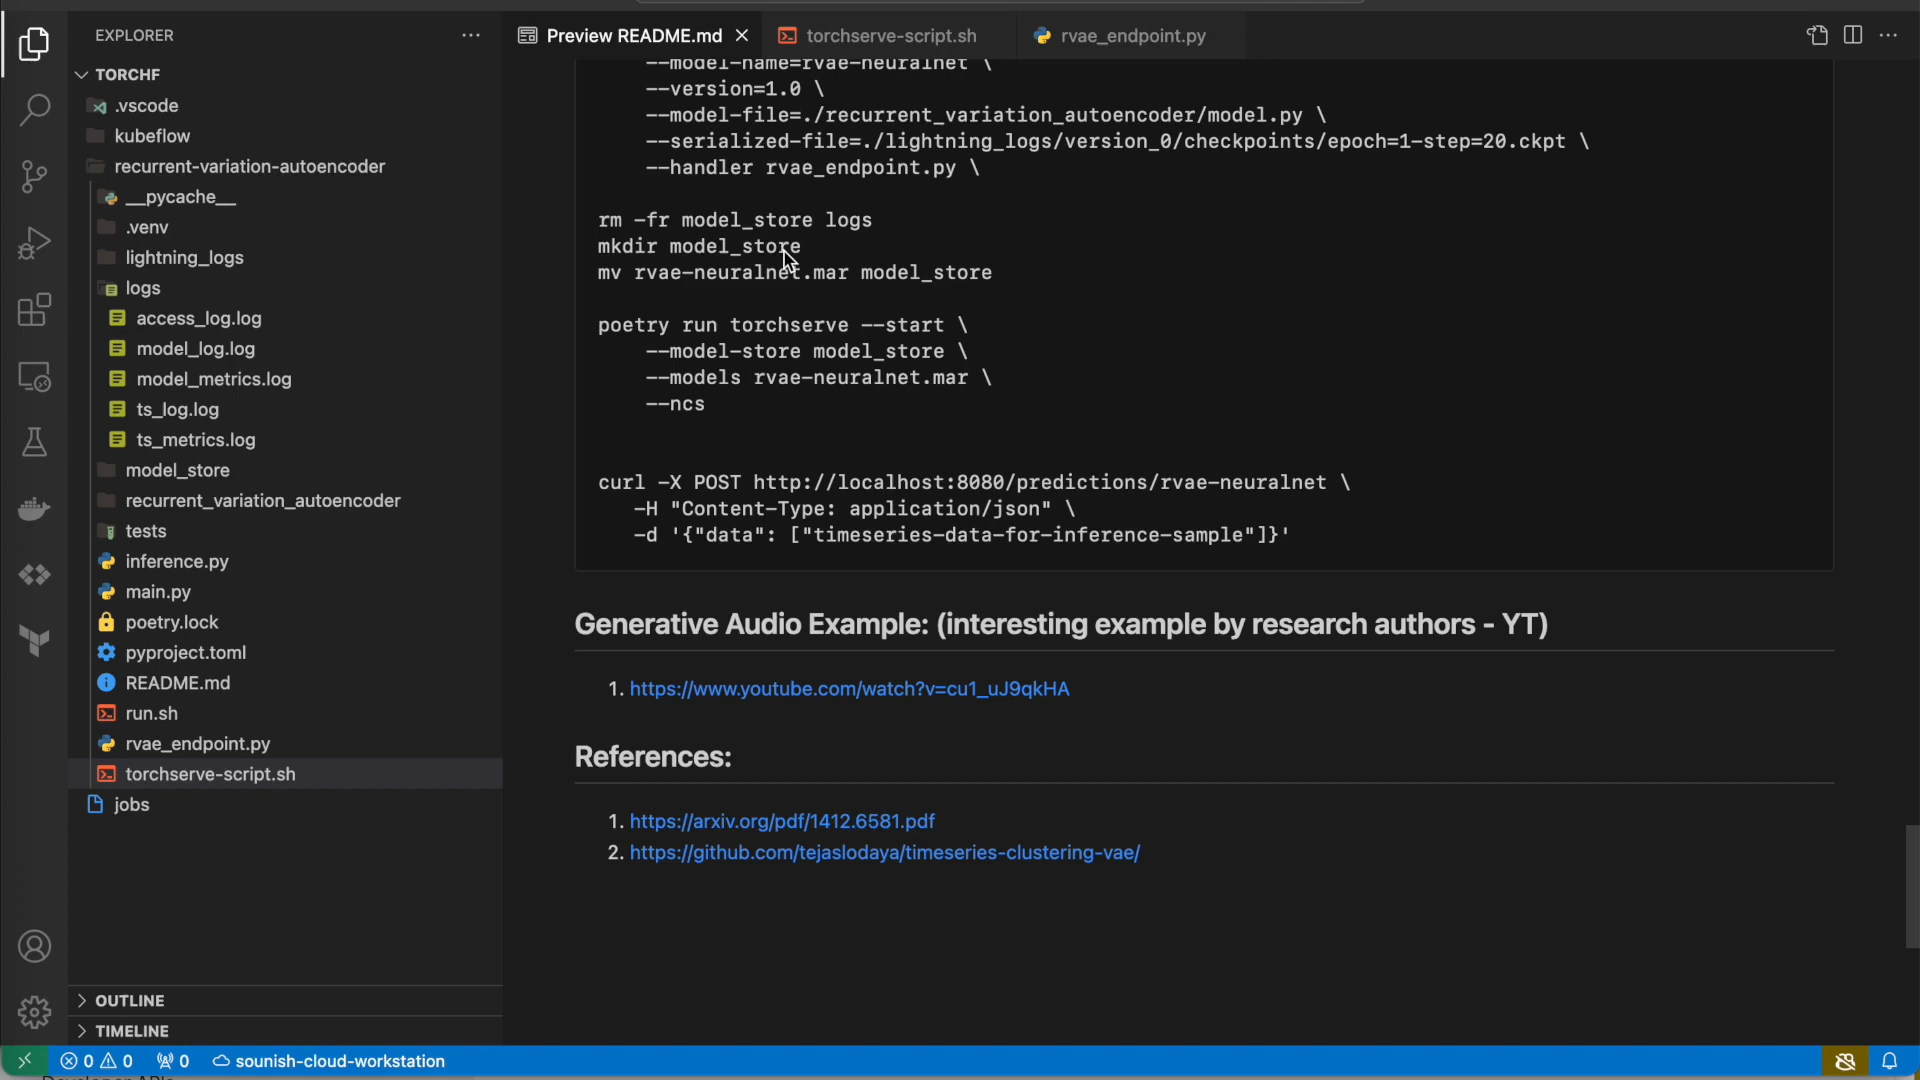 EXPLORER
TORCHF
.vscode
kubeflow
recurrent-variation-autoencoder
__pycache__
.venv
lightning_logs
logs
access_log.log
model_log.log
model_metrics.log
ts_log.log
ts_metrics.log
model_store
recurrent_variation_autoencoder
tests
inference.py
main.py
poetry.lock
pyproject.toml
README.md
run.sh
rvae_endpoint.py
torchserve-script.sh
jobs
OUTLINE
TIMELINE
Preview README.md
torchserve-script.sh
rvae_endpoint.py
--model-name=rvae-neuralnet \
--version=1.0 \
--model-file=./recurrent_variation_autoencoder/model.py \
--serialized-file=./lightning_logs/version_0/checkpoints/epoch=1-step=20.ckpt \
--handler rvae_endpoint.py \
rm -fr model_store logs
mkdir model_store
mv rvae-neuralnet.mar model_store
poetry run torchserve --start \
--model-store model_store \
--models rvae-neuralnet.mar \
--ncs
curl -X POST http://localhost:8080/predictions/rvae-neuralnet \
-H "Content-Type: application/json" \
-d '{"data": ["timeseries-data-for-inference-sample"]}'
Generative Audio Example: (interesting example by research authors - YT)
1. https://www.youtube.com/watch?v=cu1_uJ9qkHA
References:
1. https://arxiv.org/pdf/1412.6581.pdf
2. https://github.com/tejaslodaya/timeseries-clustering-vae/
0 0 0 sounish-cloud-workstation